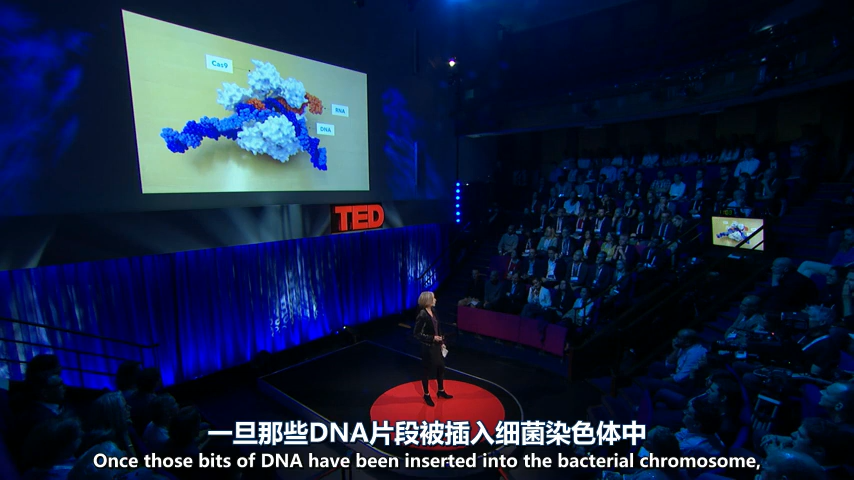 Cas9
RNA
DNA
TED
一旦那些DNA片段被插入细菌染色体中
Once those bits of DNA have been inserted into the bacterial chromosome,